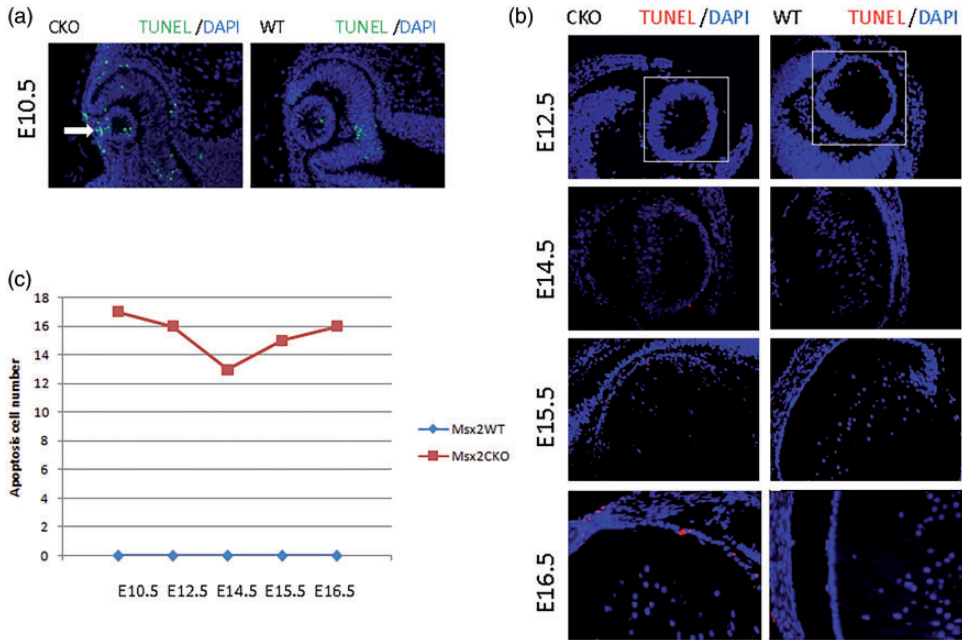 (a)
CKO TUNEL /DAPI WT TUNEL /DAPI
E10.5
(b)
CKO TUNEL /DAPI WT TUNEL /DAPI
E12.5
E14.5
E15.5
E16.5
(c)
Apoptosis cell number
18
16
14
12
10
8
6
4
2
0
E10.5 E12.5 E14.5 E15.5 E16.5
Msx2WT
Msx2CKO